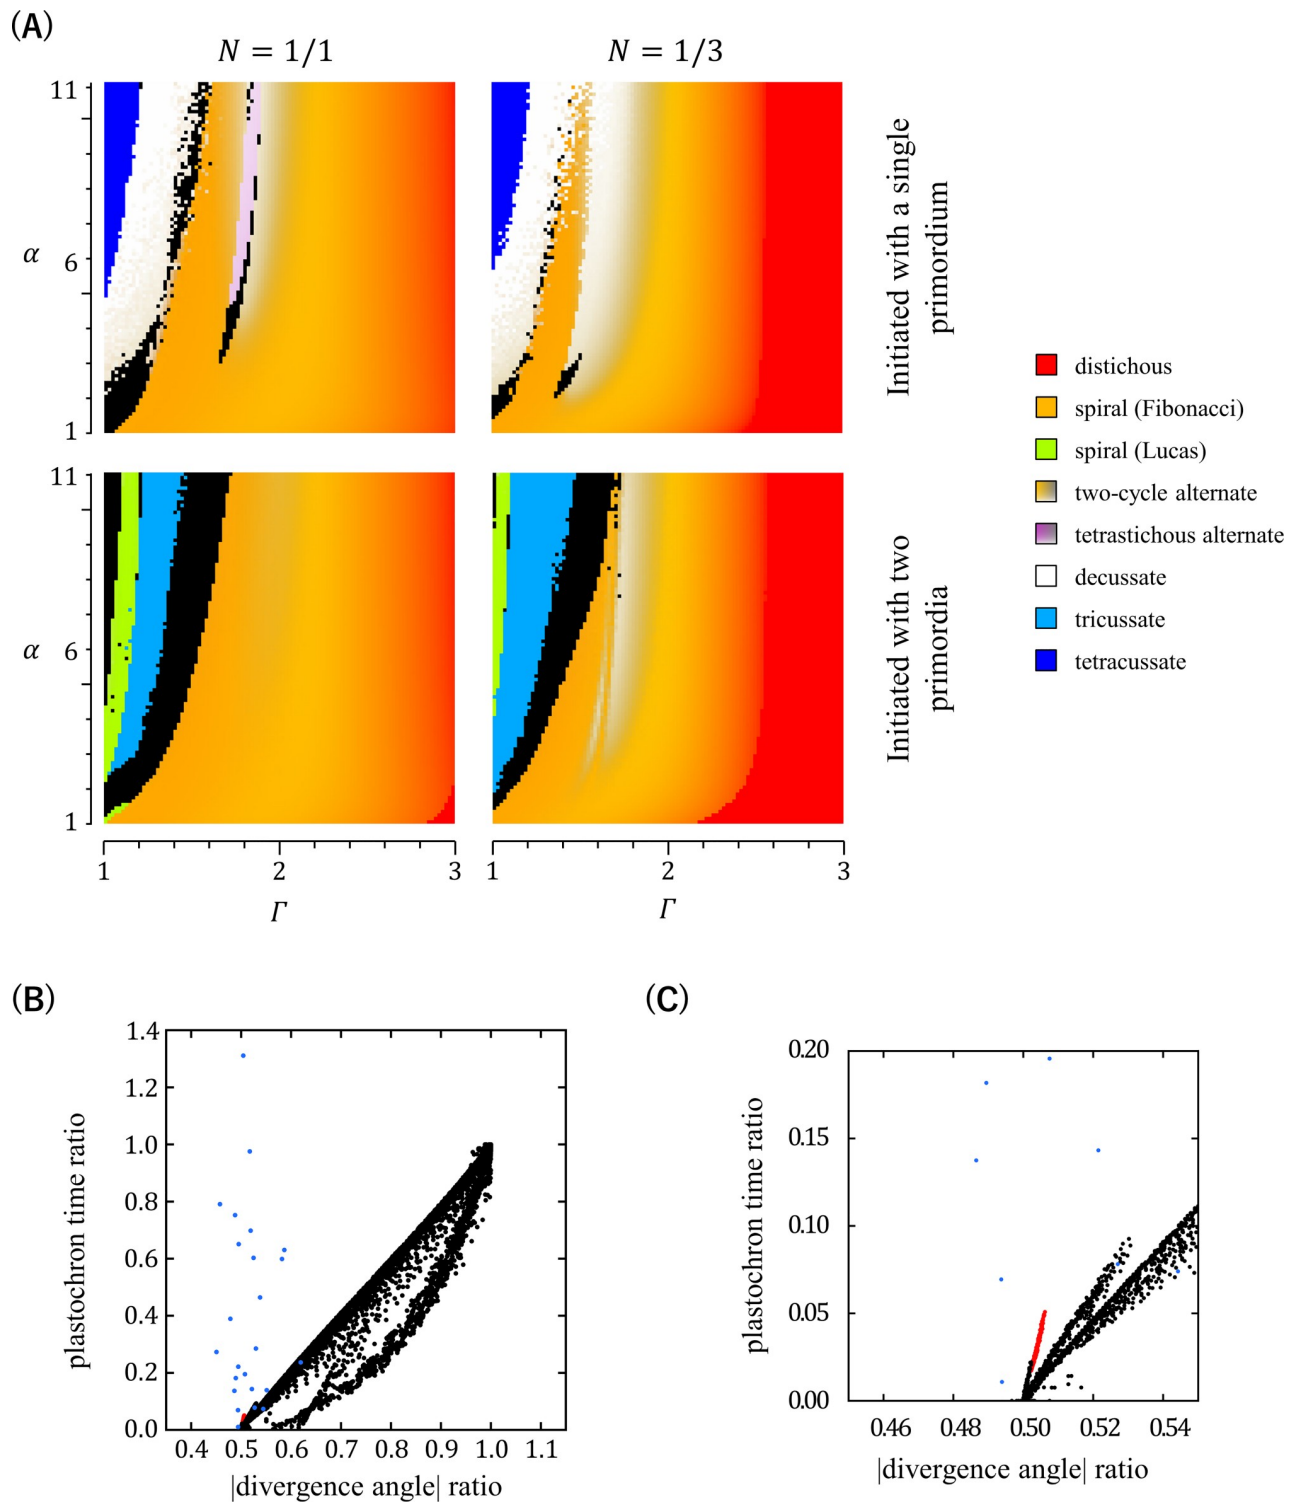 (A)
N = 1/1
N = 1/3
11
α
6
1
Initiated with a single
primordium
11
α
6
1
Initiated with two
primordia
1
2
3
1
2
3
Γ
Γ
distichous
spiral (Fibonacci)
spiral (Lucas)
two-cycle alternate
tetrastichous alternate
decussate
tricussate
tetracussate
(B)
plastochron time ratio
1.4
1.2
1.0
0.8
0.6
0.4
0.2
0.0
0.4 0.5 0.6 0.7 0.8 0.9 1.0 1.1
|divergence angle| ratio
(C)
plastochron time ratio
0.20
0.15
0.10
0.05
0.00
0.46 0.48 0.50 0.52 0.54
|divergence angle| ratio